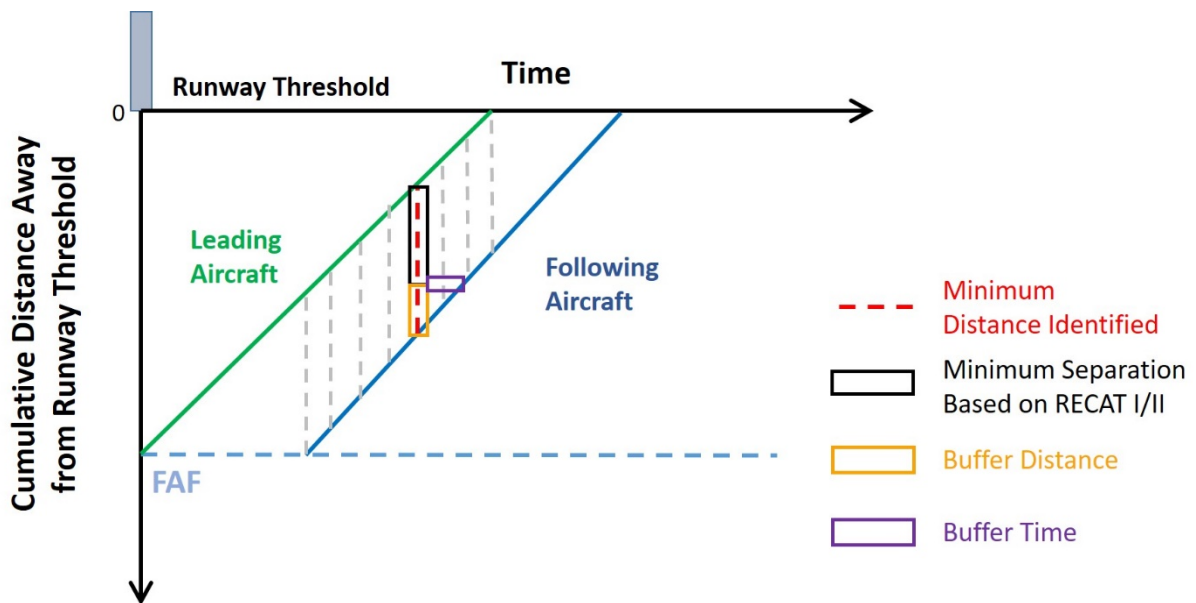 Time
Runway Threshold
0
Cumulative Distance Away
from Runway Threshold
Leading
Aircraft
Following
Aircraft
FAF
Minimum
Distance Identified
Minimum Separation
Based on RECAT I/II
Buffer Distance
Buffer Time